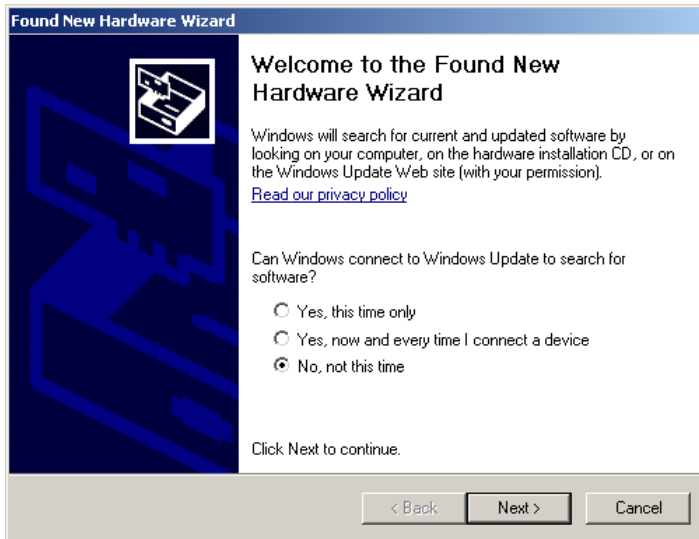 Found New Hardware Wizard
Welcome to the Found New
Hardware Wizard
Windows will search for current and updated software by
looking on your computer, on the hardware installation CD, or on
the Windows Update Web site (with your permission).
Read our privacy policy
Can Windows connect to Windows Update to search for
software?
Yes, this time only
Yes, now and every time I connect a device
No, not this time
Click Next to continue.
< Back
Next >
Cancel